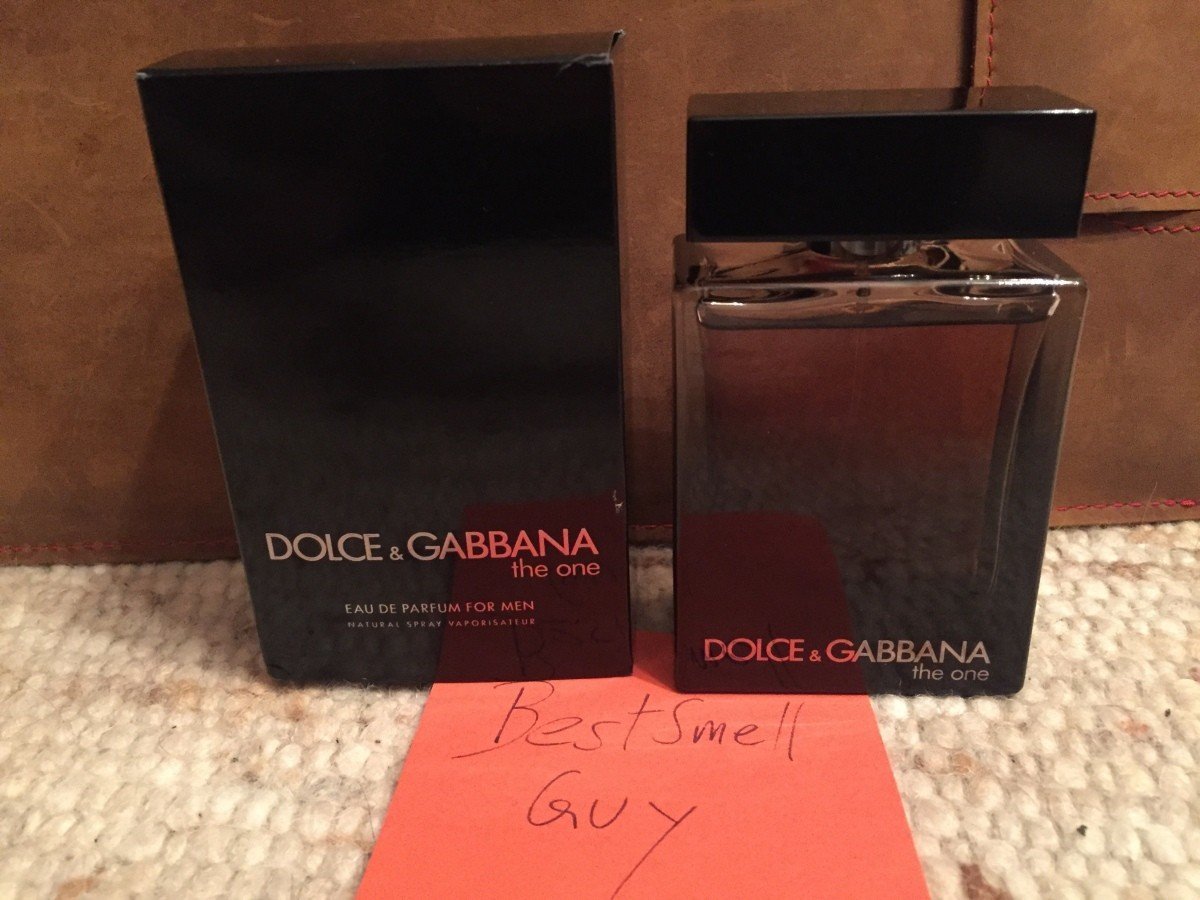 DOLCE & GABBANA
the one
EAU DE PARFUM FOR MEN
NATURAL SPRAY VAPORISATEUR
DOLCE & GABBANA
the one
BestSmell
Guy